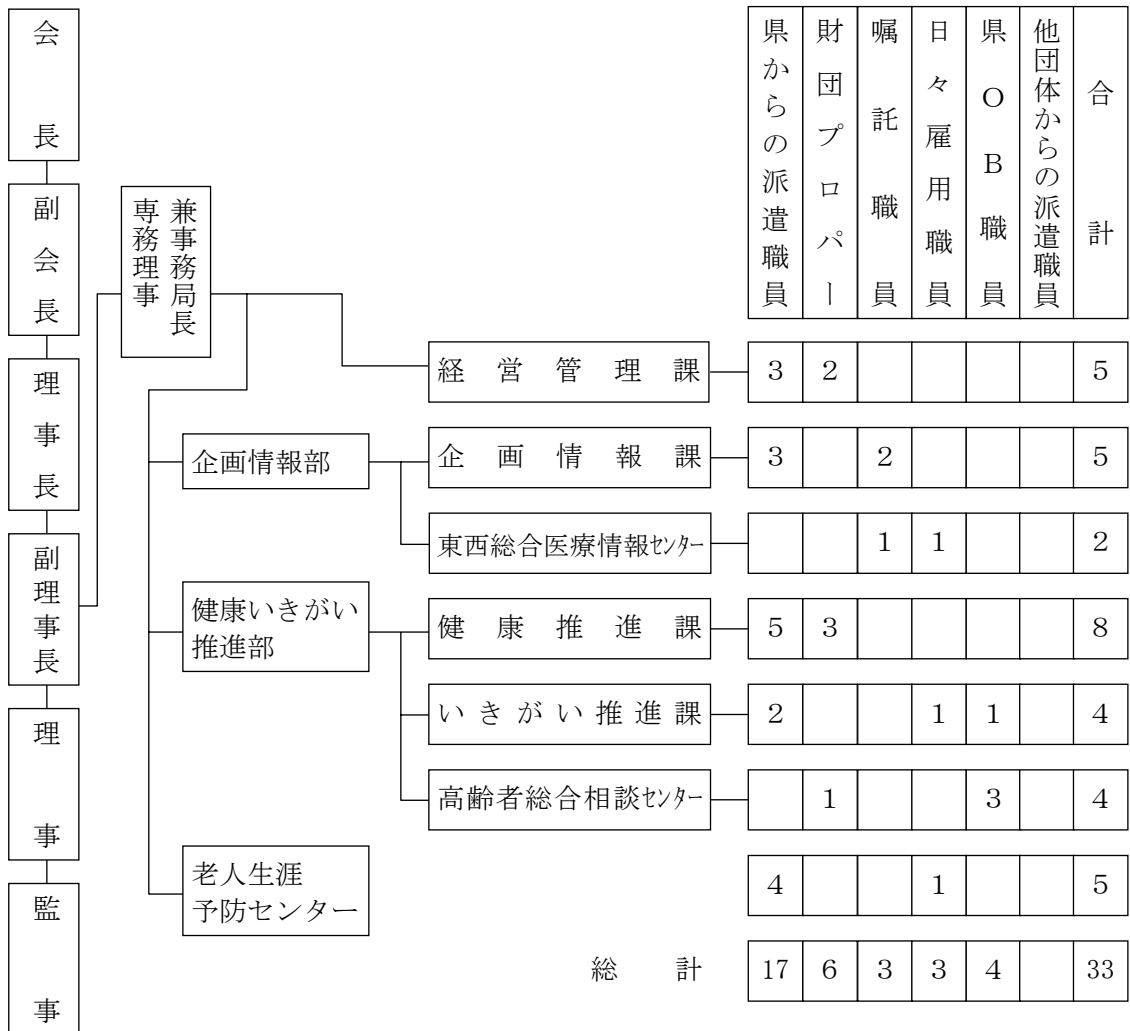 会長
副会長
理事長
副理事長
理事
監事
専務理事
兼事務局長
県からの派遣職員
財団プロパー
嘱託職員
日々雇用職員
県OB職員
他団体からの派遣職員
合計
経営管理課 3 2 5
企画情報部
企画情報課 3 2 5
東西総合医療情報センター 1 1 2
健康いきがい
推進部
健康推進課 5 3 8
いきがい推進課 2 1 1 4
高齢者総合相談センター 1 3 4
老人生涯
予防センター
4 1 5
総計 17 6 3 3 4 33